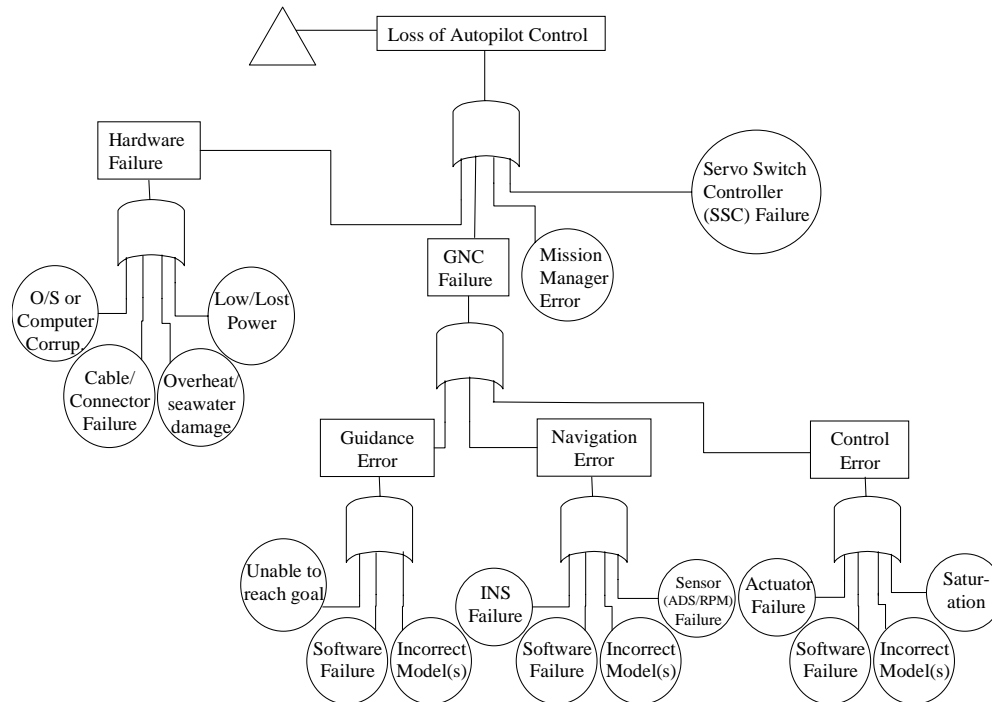 Loss of Autopilot Control
Hardware
Failure
Servo Switch
Controller
(SSC) Failure
GNC
Failure
Mission
Manager
Error
O/S or
Computer
Corrup.
Low/Lost
Power
Cable/
Connector
Failure
Overheat/
seawater
damage
Guidance
Error
Navigation
Error
Control
Error
Unable to
reach goal
Software
Failure
Incorrect
Model(s)
INS
Failure
Software
Failure
Incorrect
Model(s)
Sensor
(ADS/RPM)
Failure
Actuator
Failure
Software
Failure
Incorrect
Model(s)
Satur-
ation